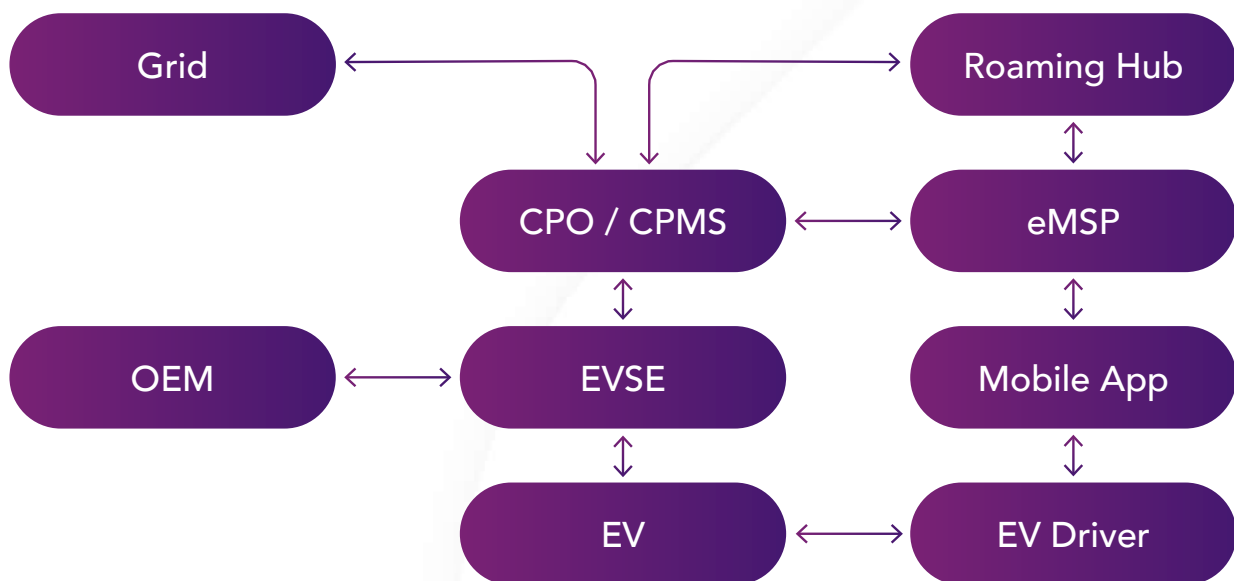 Grid
Roaming Hub
CPO / CPMS
eMSP
OEM
EVSE
Mobile App
EV
EV Driver